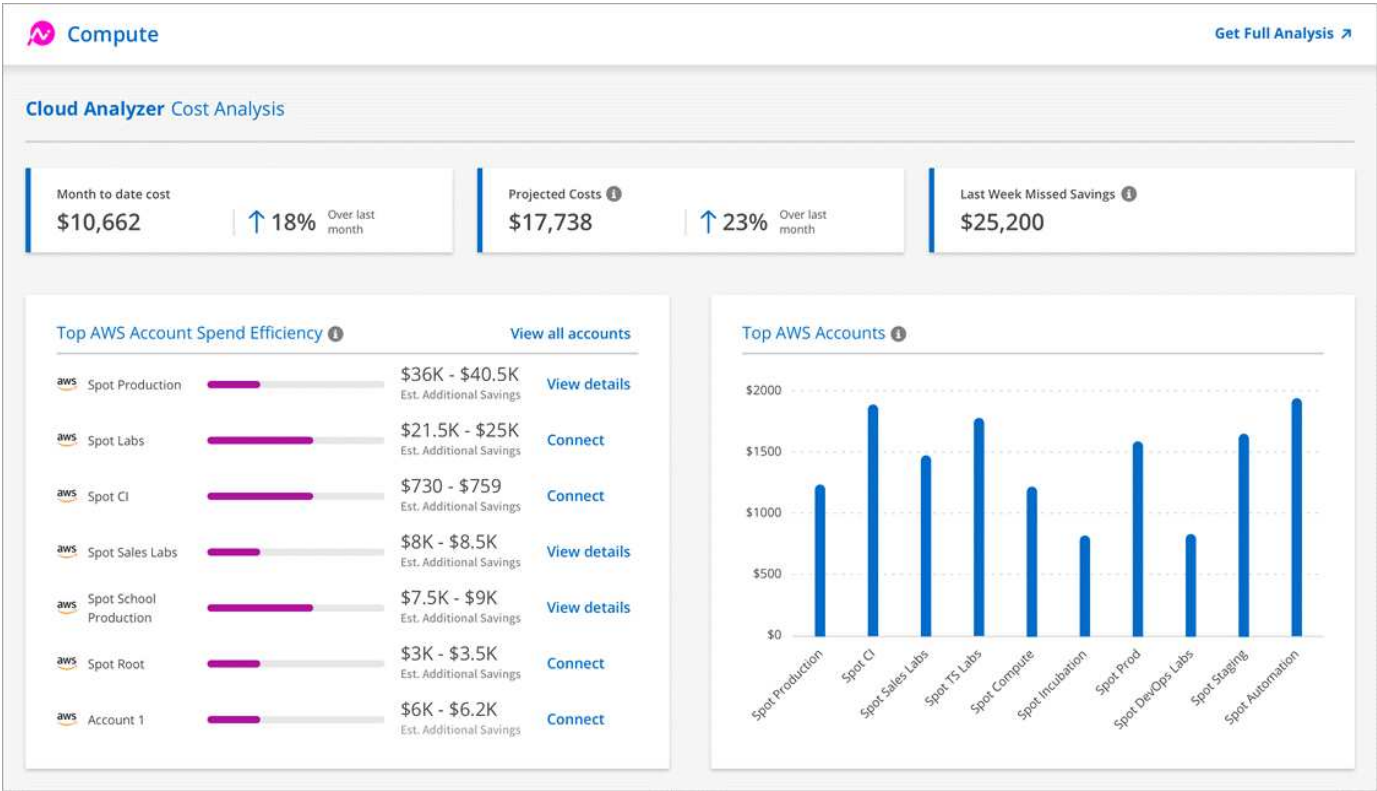 Compute
Get Full Analysis
Cloud Analyzer Cost Analysis
Month to date cost
$10,662
18%
Over last
month
Projected Costs
$17,738
23%
Over last
month
Last Week Missed Savings
$25,200
Top AWS Account Spend Efficiency
View all accounts
aws Spot Production
$36K - $40.5K
Est. Additional Savings
View details
aws Spot Labs
$21.5K - $25K
Est. Additional Savings
Connect
aws Spot CI
$730 - $759
Est. Additional Savings
Connect
aws Spot Sales Labs
$8K - $8.5K
Est. Additional Savings
View details
aws Spot School
Production
$7.5K - $9K
Est. Additional Savings
View details
aws Spot Root
$3K - $3.5K
Est. Additional Savings
Connect
aws Account 1
$6K - $6.2K
Est. Additional Savings
Connect
Top AWS Accounts
$2000
$1500
$1000
$500
$0
Spot Production
Spot CI
Spot Sales Labs
Spot TS Labs
Spot Compute
Spot Incubation
Spot Prod
Spot DevOps Labs
Spot Staging
Spot Automation